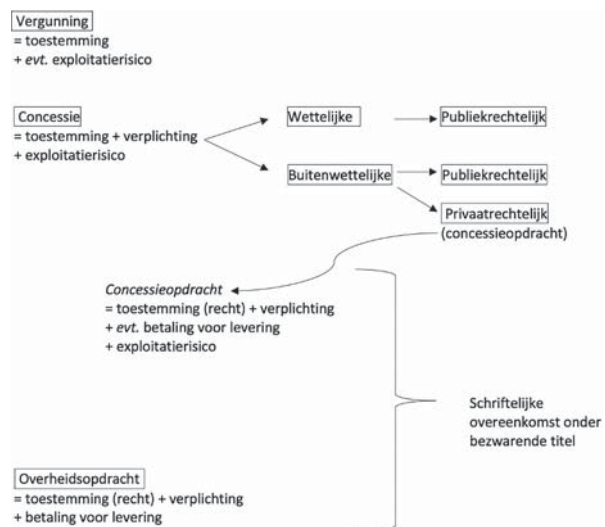 Vergunning
= toestemming
+ evt. exploitatierisico
Concessie
= toestemming + verplichting
+ exploitatierisico
Wettelijke
Publiekrechtelijk
Buitenwettelijke
Publiekrechtelijk
Privaatrechtelijk
(concessieopdracht)
Concessieopdracht
= toestemming (recht) + verplichting
+ evt. betaling voor levering
+ exploitatierisico
Schriftelijke
overeenkomst onder
bezwarende titel
Overheidsopdracht
= toestemming (recht) + verplichting
+ betaling voor levering